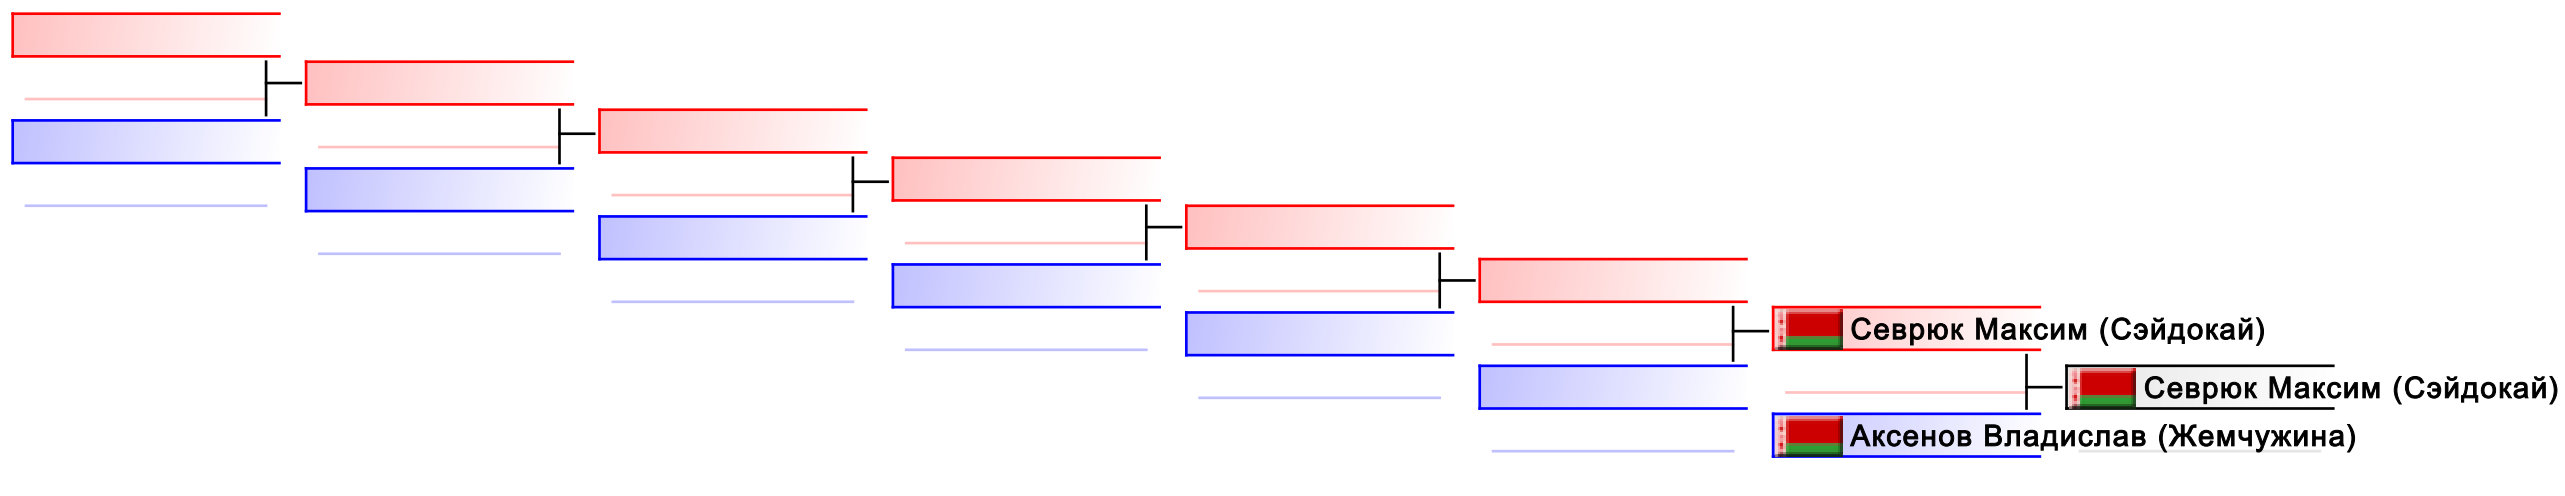 Севрюк Максим (Сэйдокай)
Севрюк Максим (Сэйдокай)
Аксенов Владислав (Жемчужина)